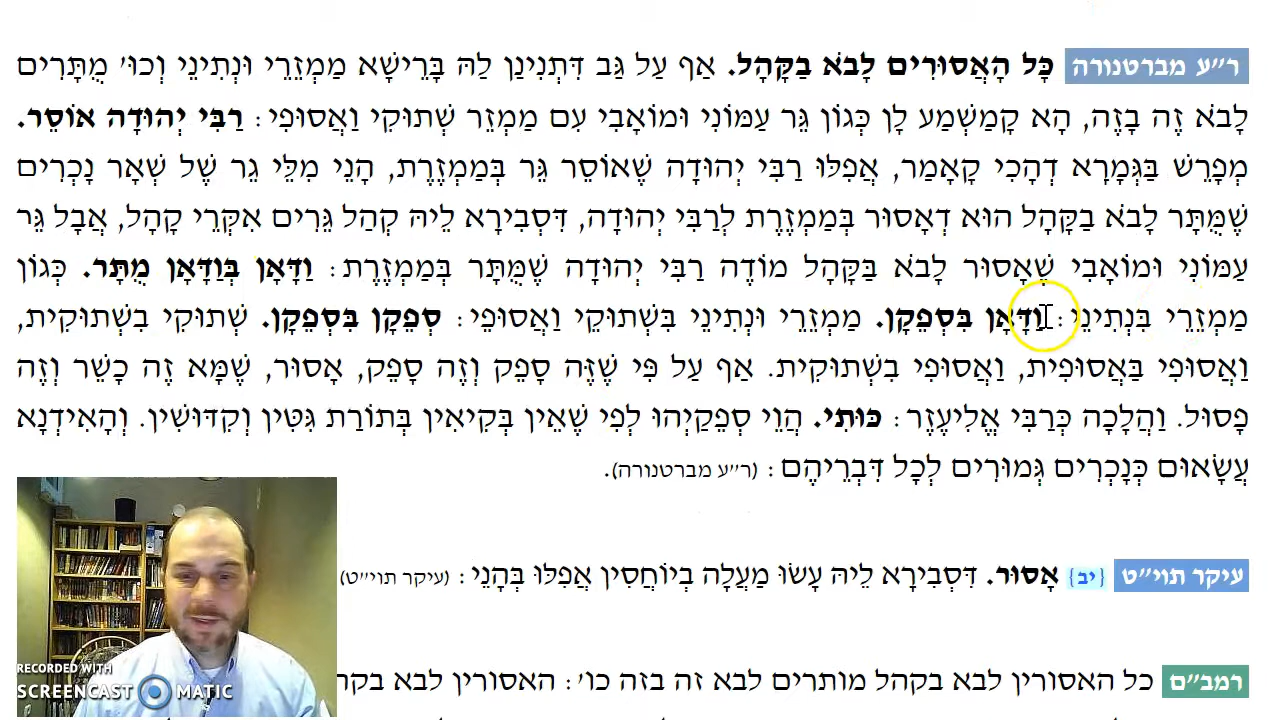 ר״ע מברטנורה כָּל הָאֲסוּרִים לָבֹא בַקָּהָל. אַף עַל גַּב דִּתְנִינַן לַהּ בָּרֵישָׁא מַמְזֵרֵי וּנְתִינֵי וְכוּ׳ מֻתָּרִים
לָבֹא זֶה בָזֶה, הָא קָמַשְׁמַע לָן כְּגוֹן גֵּר עַמּוֹנִי וּמוֹאָבִי עִם מַמְזֵר שְׁתוּקִי וַאֲסוּפִי: רַבִּי יְהוּדָה אוֹסֵר.
מְפָרֵשׁ בַּגְּמָרָא דְהָכִי קָאָמַר, אֲפִלּוּ רַבִּי יְהוּדָה שֶׁאוֹסֵר גֵּר בְּמַמְזֶרֶת, הָנֵי מִלֵּי גֵר שֶׁל שְׁאָר נָכְרִים
שֶׁמֻּתָּר לָבֹא בַקָּהָל הוּא דְאָסוּר בְּמַמְזֶרֶת לְרַבִּי יְהוּדָה, דִּסְבִירָא לֵיהּ קְהַל גֵּרִים אִקְּרֵי קָהָל, אֲבָל גֵּר
עַמּוֹנִי וּמוֹאָבִי שֶׁאָסוּר לָבֹא בַּקָּהָל מוֹדֶה רַבִּי יְהוּדָה שֶׁמֻּתָּר בְּמַמְזֶרֶת: וַדָּאָן בְּוַדָּאָן מֻתָּר. כְּגוֹן
מַמְזֵרֵי בִּנְתִינֵי: וַדָּאָן בִּסְפֵקָן. מַמְזֵרֵי וּנְתִינֵי בִּשְׁתוּקֵי וַאֲסוּפֵי: סְפֵקָן בִּסְפֵקָן. שְׁתוּקִי בִשְׁתוּקִית,
וַאֲסוּפִי בַּאֲסוּפִית, וַאֲסוּפִי בִשְׁתוּקִית. אַף עַל פִּי שֶׁזֶּה סָפֵק וְזֶה סָפֵק, אָסוּר, שֶׁמָּא זֶה כָשֵׁר וְזֶה
פָסוּל. וַהֲלָכָה כְּרַבִּי אֱלִיעֶזֶר: כּוּתִי. הֲוֵי סְפֵקַיְהוּ לְפִי שֶׁאֵין בְּקִיאִין בְּתוֹרַת גִּטִּין וְקִדּוּשִׁין. וְהָאִידְנָא
עֲשָׂאוּם כְּנָכְרִים גְּמוּרִים לְכָל דִּבְרֵיהֶם: (ר״ע מברטנורה).
עיקר תוי״ט {יב} אָסוּר. דִּסְבִירָא לֵיהּ עָשׂוּ מַעֲלָה בְיוֹחֲסִין אֲפִלּוּ בְּהָנֵי: (עיקר תוי״ט)
רמב״ם כל האסורין לבא בקהל מותרים לבא זה בזה כו׳: האסורין לבא בקה
RECORDED WITH
SCREENCAST MATIC